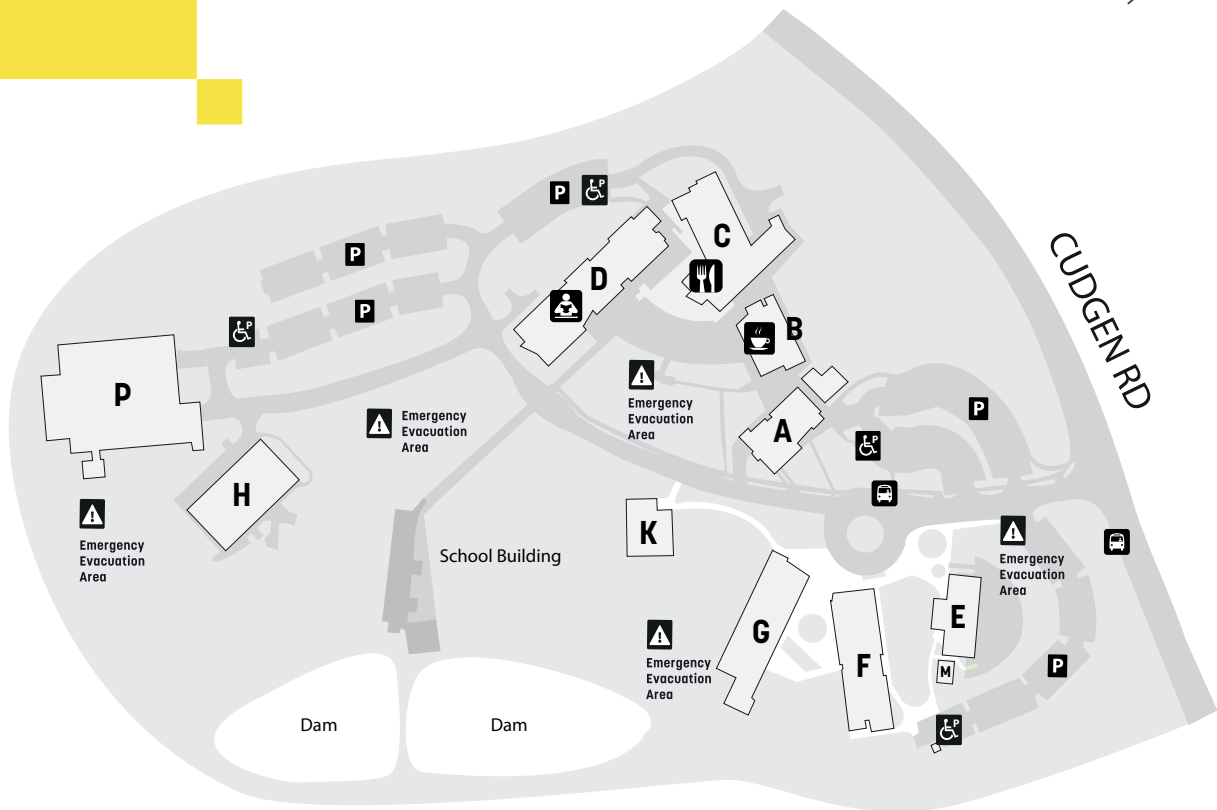 CUDGEN RD
P
P
C
P
D
P
P
P
B
P
P
Emergency
Evacuation
Area
P
Emergency
Evacuation
Area
A
P
H
K
School Building
Emergency
Evacuation
Area
Emergency
Evacuation
Area
E
G
Emergency
Evacuation
Area
F
M
P
Dam
Dam
P